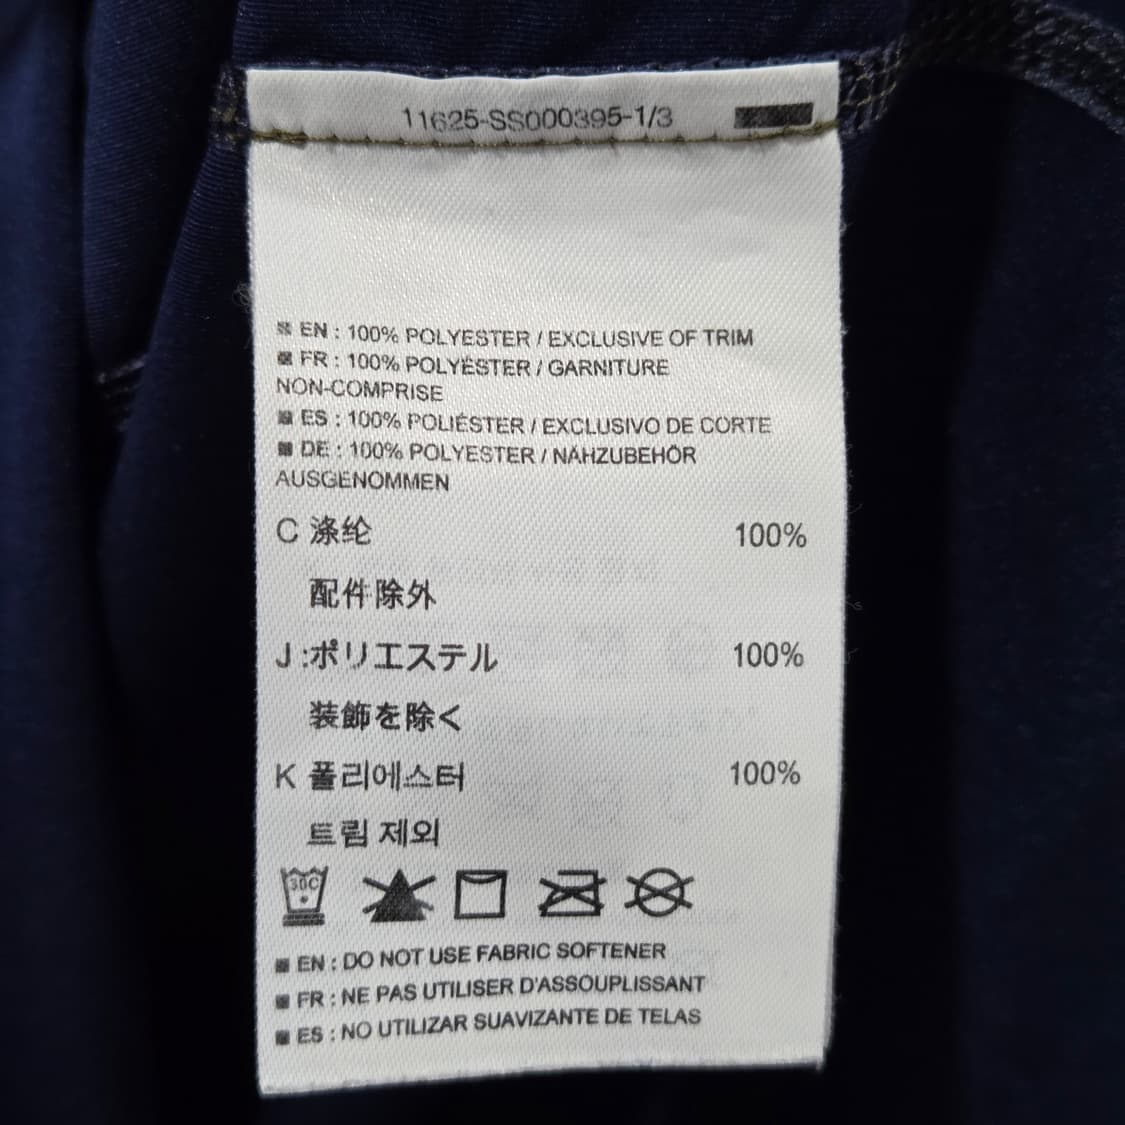 11625-SS000395-1/3
EN : 100% POLYESTER / EXCLUSIVE OF TRIM
FR : 100% POLYÉSTER / GARNITURE
NON-COMPRISE
ES : 100% POLIÉSTER / EXCLUSIVO DE CORTE
DE : 100% POLYESTER / NÄHZUBEHÖR
AUSGENOMMEN
C 涤纶 100%
配件除外
J :ポリエステル 100%
装飾を除く
K 폴리에스터 100%
트림 제외
30C
EN : DO NOT USE FABRIC SOFTENER
FR : NE PAS UTILISER D'ASSOUPLISSANT
ES : NO UTILIZAR SUAVIZANTE DE TELAS